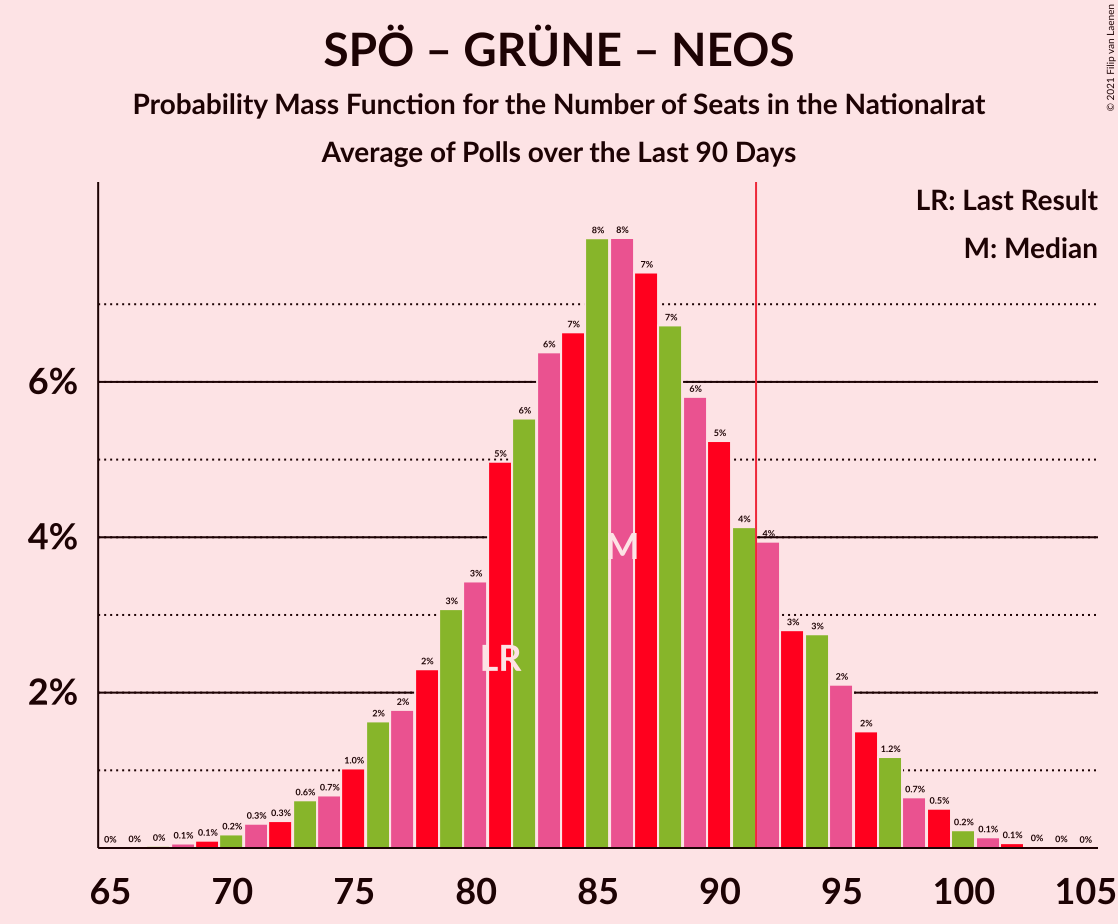 SPÖ – GRÜNE – NEOS
Probability Mass Function for the Number of Seats in the Nationalrat
Average of Polls over the Last 90 Days
© 2021 Filip van Laenen
LR: Last Result
M: Median
8% 8%
7%
7% 7%
6% 6%
6% 5%
5%
4% 4%
3% 3% 3% 3%
2% 2%
2% 2% 2%
1.0% 1.2%
0% 0% 0% 0.1% 0.1% 0.2% 0.3% 0.3% 0.6% 0.7% 0.7% 0.5% 0.2% 0.1% 0.1% 0% 0% 0%
6%
4%
2%
M
LR
65 70 75 80 85 90 95 100 105